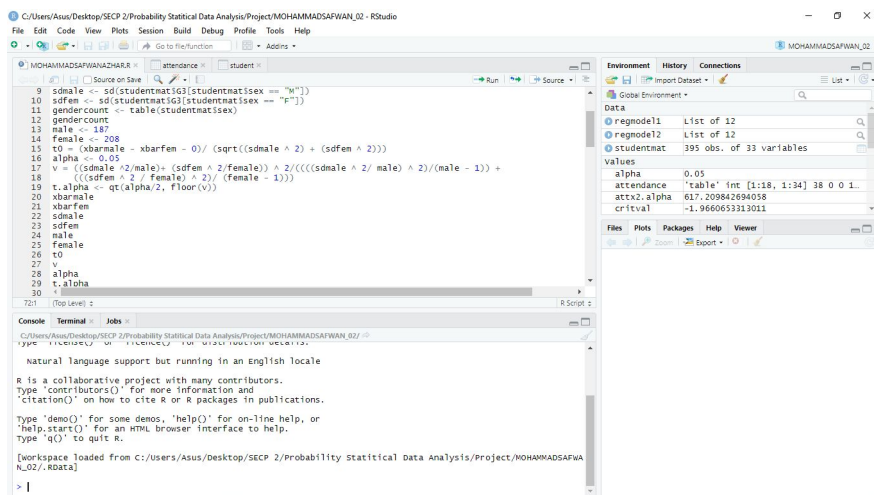 C:/Users/Asus/Desktop/SECP 2/Probability Statitical Data Analysis/Project/MOHAMMADSAFWAN_02 - RStudio
File Edit Code View Plots Session Build Debug Profile Tools Help
Go to file/function Addins MOHAMMADSAFWAN_02
MOHAMMADSAFWANAZHAR.R attendance student
Source on Save Run Source
9 sdmale <- sd(studentmat$G3[studentmat$sex == "M"])
10 sdfem <- sd(studentmat$G3[studentmat$sex == "F"])
11 gendercount <- table(studentmat$sex)
12 gendercount
13 male <- 187
14 female <- 208
15 t0 = (xbarmale - xbarfem - 0)/ (sqrt((sdmale ^ 2) + (sdfem ^ 2)))
16 alpha <- 0.05
17 v = ((sdmale ^2/male)+ (sdfem ^ 2/female)) ^ 2/((((sdmale ^ 2/ male) ^ 2)/(male - 1)) +
18 (((sdfem ^ 2 / female) ^ 2)/ (female - 1)))
19 t.alpha <- qt(alpha/2, floor(v))
20 xbarmale
21 xbarfem
22 sdmale
23 sdfem
24 male
25 female
26 t0
27 v
28 alpha
29 t.alpha
30
72:1 (Top Level) R Script
Console Terminal Jobs
C:/Users/Asus/Desktop/SECP 2/Probability Statitical Data Analysis/Project/MOHAMMADSAFWAN_02/
Type 'license()' or 'licence()' for distribution details.
Natural language support but running in an English locale
R is a collaborative project with many contributors.
Type 'contributors()' for more information and
'citation()' on how to cite R or R packages in publications.
Type 'demo()' for some demos, 'help()' for on-line help, or
'help.start()' for an HTML browser interface to help.
Type 'q()' to quit R.
[Workspace loaded from C:/Users/Asus/Desktop/SECP 2/Probability Statitical Data Analysis/Project/MOHAMMADSAFWA
N_02/.RData]
>
Environment History Connections
Import Dataset List
Global Environment
Data
regmodel1 List of 12
regmodel2 List of 12
studentmat 395 obs. of 33 variables
Values
alpha 0.05
attendance 'table' int [1:18, 1:34] 38 0 0 1…
attx2.alpha 617.209842694058
critval -1.9660653313011
Files Plots Packages Help Viewer
Zoom Export